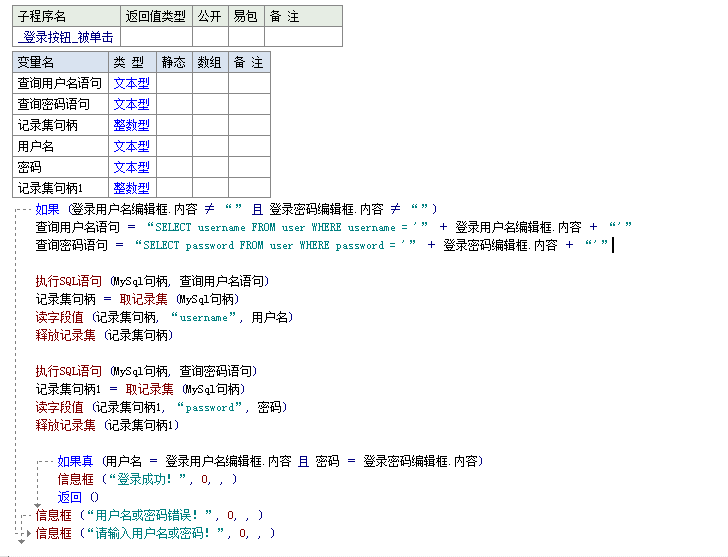 子程序名 返回值类型 公开 易包 备 注
_登录按钮_被单击
变量名 类 型 静态 数组 备 注
查询用户名语句 文本型
查询密码语句 文本型
记录集句柄 整数型
用户名 文本型
密码 文本型
记录集句柄1 整数型
如果 (登录用户名编辑框.内容 ≠ “” 且 登录密码编辑框.内容 ≠ “”)
查询用户名语句 = “SELECT username FROM user WHERE username = '” + 登录用户名编辑框.内容 + “'”
查询密码语句 = “SELECT password FROM user WHERE password = '” + 登录密码编辑框.内容 + “'”
执行SQL语句 (MySql句柄, 查询用户名语句)
记录集句柄 = 取记录集 (MySql句柄)
读字段值 (记录集句柄, “username”, 用户名)
释放记录集 (记录集句柄)
执行SQL语句 (MySql句柄, 查询密码语句)
记录集句柄1 = 取记录集 (MySql句柄)
读字段值 (记录集句柄1, “password”, 密码)
释放记录集 (记录集句柄1)
如果真 (用户名 = 登录用户名编辑框.内容 且 密码 = 登录密码编辑框.内容)
信息框 (“登录成功！”, 0, , )
返回 ()
信息框 (“用户名或密码错误！”, 0, , )
信息框 (“请输入用户名或密码！”, 0, , )